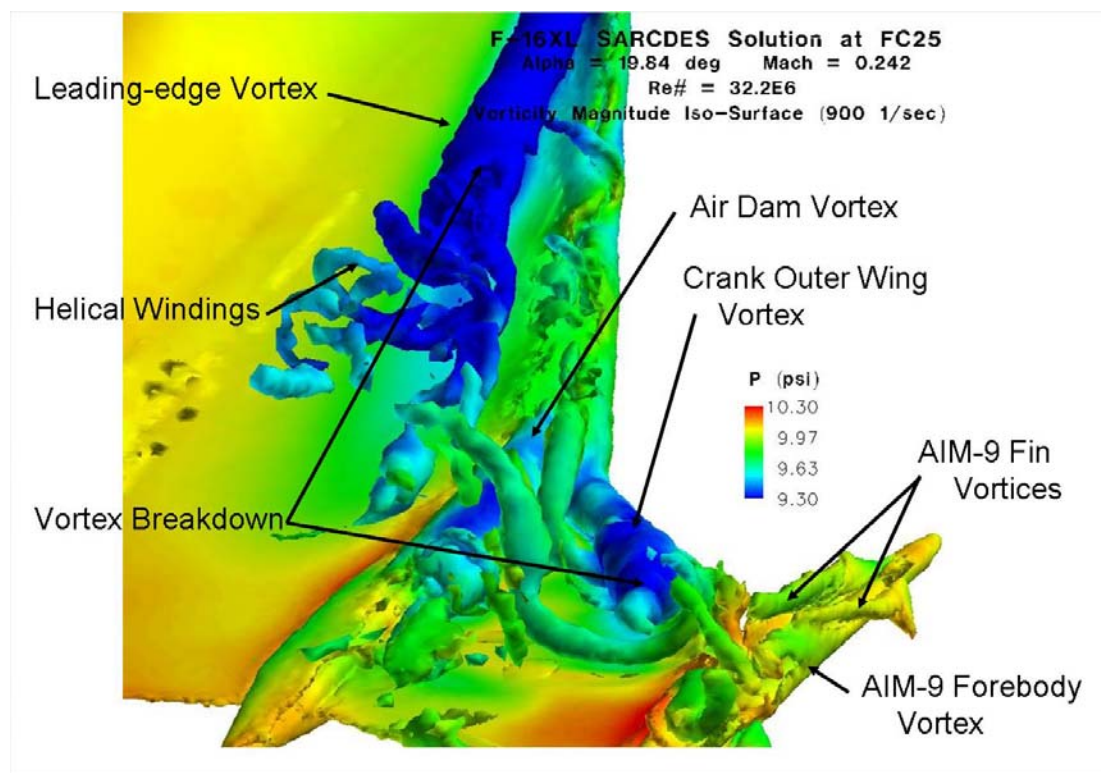 F-16XL SARCDES Solution at FC25
Alpha = 19.84 deg Mach = 0.242
Re# = 32.2E6
Vorticity Magnitude Iso-Surface (900 1/sec)
Leading-edge Vortex
Air Dam Vortex
Crank Outer Wing
Vortex
Helical Windings
P (psi)
10.30
9.97
9.63
9.30
AIM-9 Fin
Vortices
Vortex Breakdown
AIM-9 Forebody
Vortex